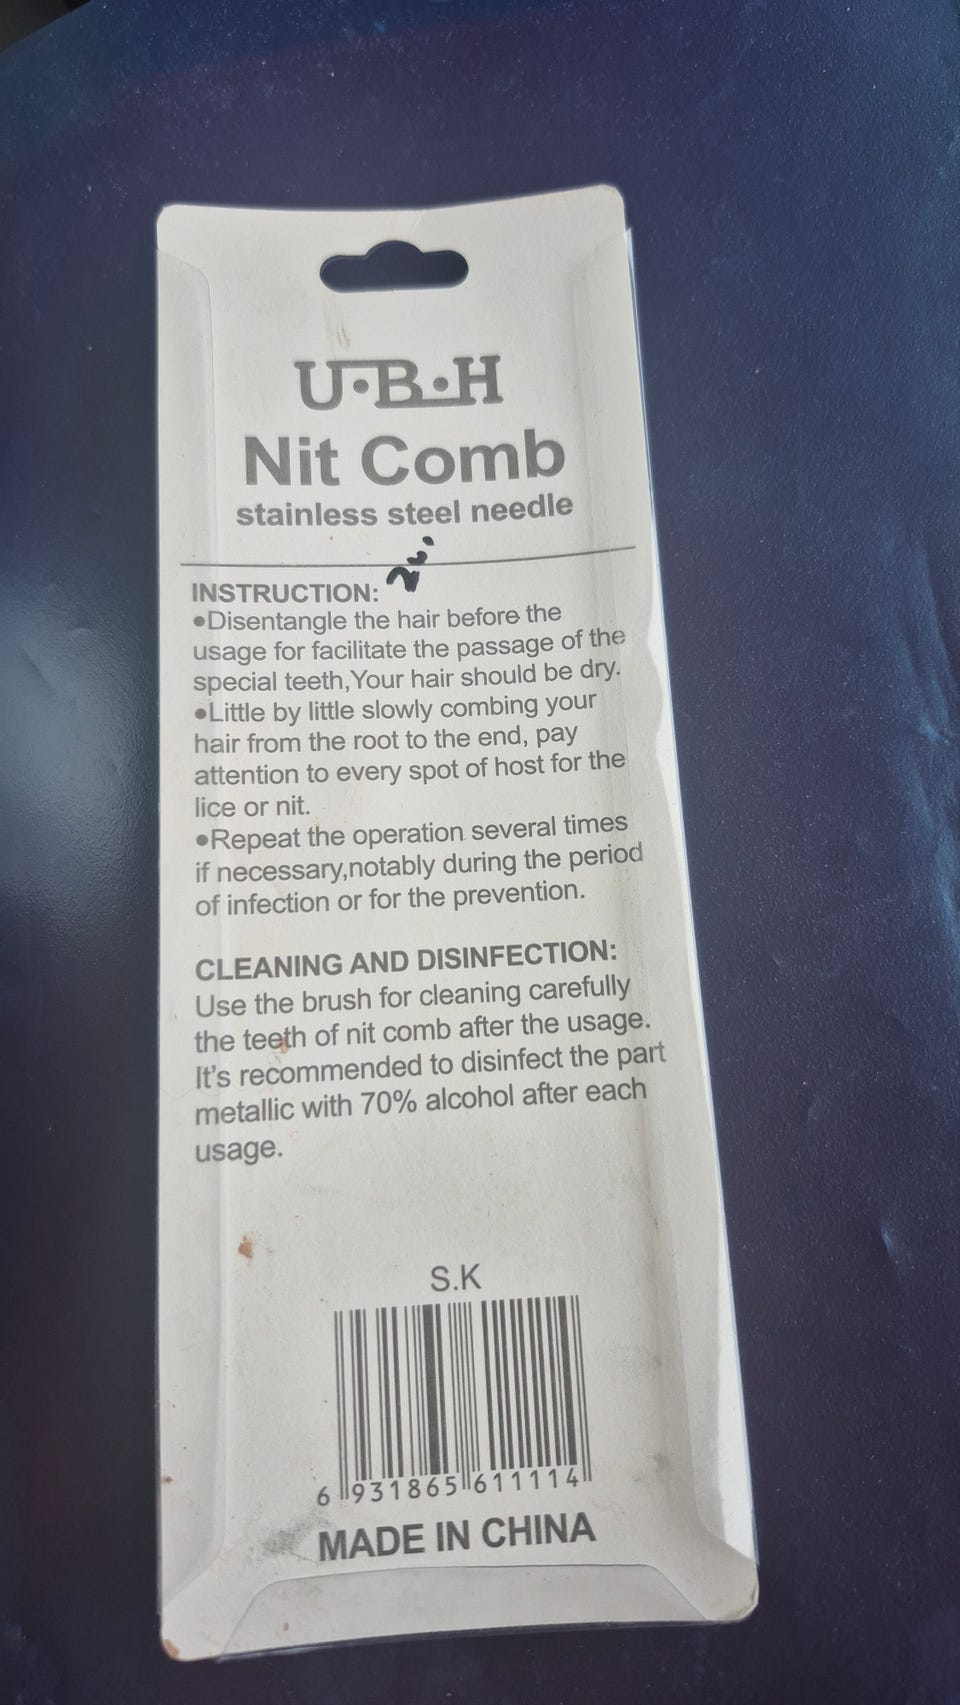 U·B·H
Nit Comb
stainless steel needle
INSTRUCTION:
•Disentangle the hair before the
usage for facilitate the passage of the
special teeth,Your hair should be dry.
•Little by little slowly combing your
hair from the root to the end, pay
attention to every spot of host for the
lice or nit.
•Repeat the operation several times
if necessary,notably during the period
of infection or for the prevention.
CLEANING AND DISINFECTION:
Use the brush for cleaning carefully
the teeth of nit comb after the usage.
It's recommended to disinfect the part
metallic with 70% alcohol after each
usage.
S.K
6 931865 611114
MADE IN CHINA